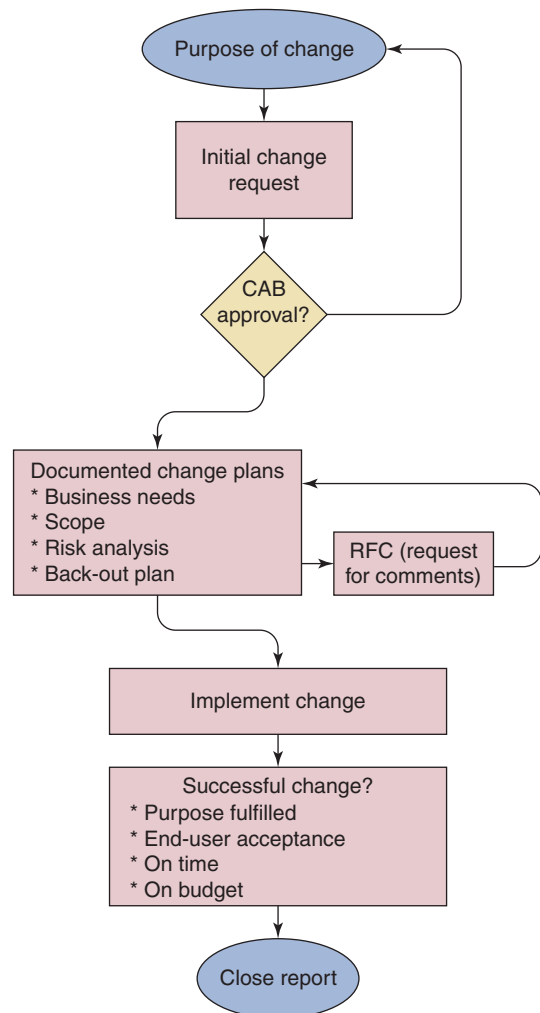 Purpose of change
Initial change
request
CAB
approval?
Documented change plans
* Business needs
* Scope
* Risk analysis
* Back-out plan
RFC (request
for comments)
Implement change
Successful change?
* Purpose fulfilled
* End-user acceptance
* On time
* On budget
Close report